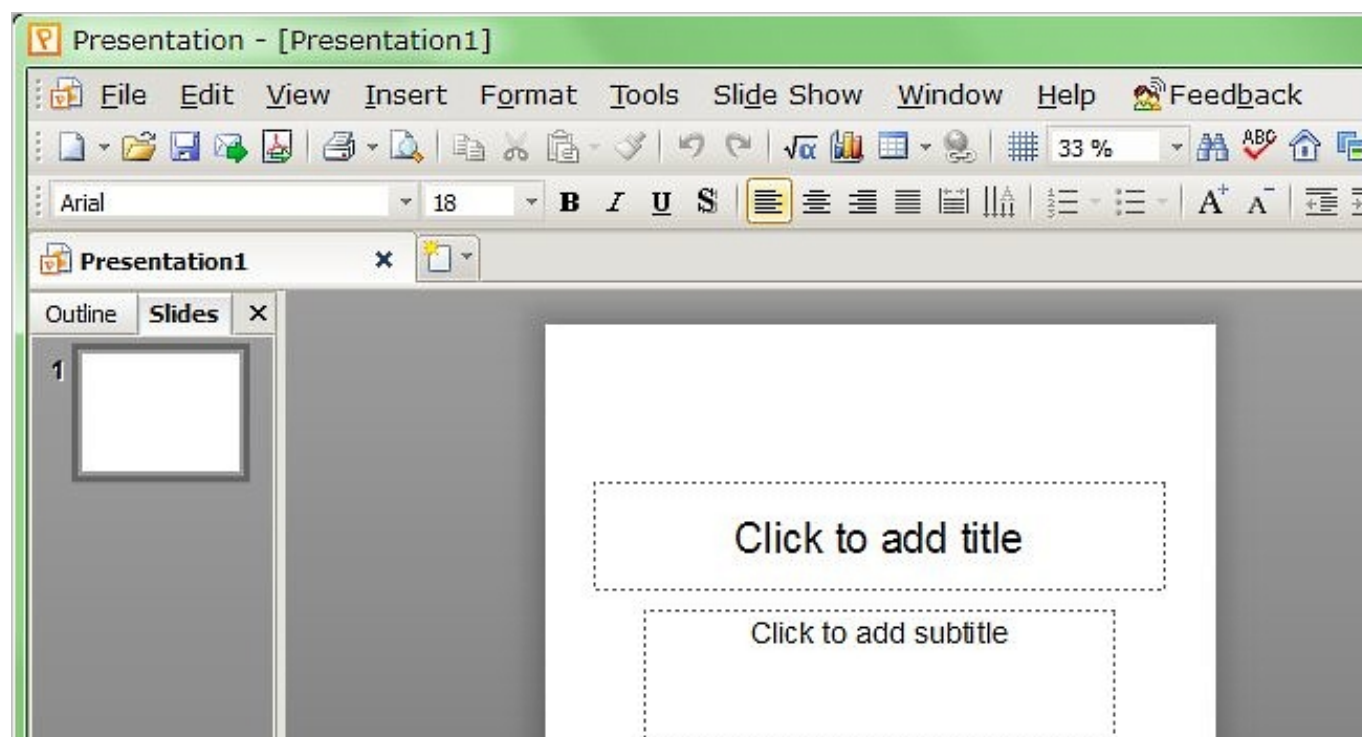 Presentation - [Presentation1]
File Edit View Insert Format Tools Slide Show Window Help Feedback
33 % ABC
Arial 18 B I U S A+ A-
Presentation1
Outline Slides
1
Click to add title
Click to add subtitle